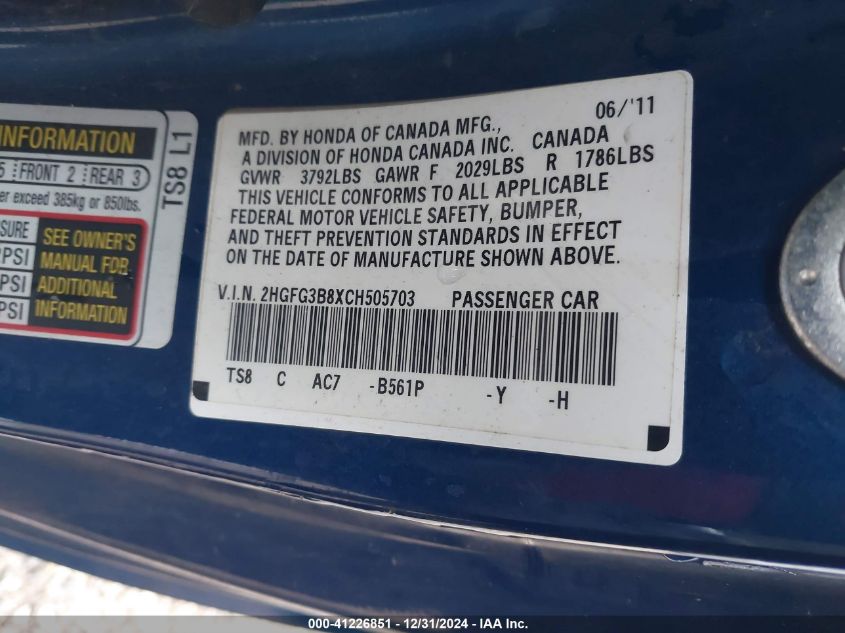 INFORMATION
5 FRONT 2 REAR 3
er exceed 385kg or 850lbs.
SURE
PSI
PSI
PSI
SEE OWNER'S
MANUAL FOR
ADDITIONAL
INFORMATION
TS8 L1
06/'11
MFD. BY HONDA OF CANADA MFG.,
A DIVISION OF HONDA CANADA INC. CANADA
GVWR 3792LBS GAWR F 2029LBS R 1786LBS
THIS VEHICLE CONFORMS TO ALL APPLICABLE
FEDERAL MOTOR VEHICLE SAFETY, BUMPER,
AND THEFT PREVENTION STANDARDS IN EFFECT
ON THE DATE OF MANUFACTURE SHOWN ABOVE.
V.I.N. 2HGFG3B8XCH505703 PASSENGER CAR
TS8 C AC7 -B561P -Y -H
000-41226851 - 12/31/2024 - IAA Inc.